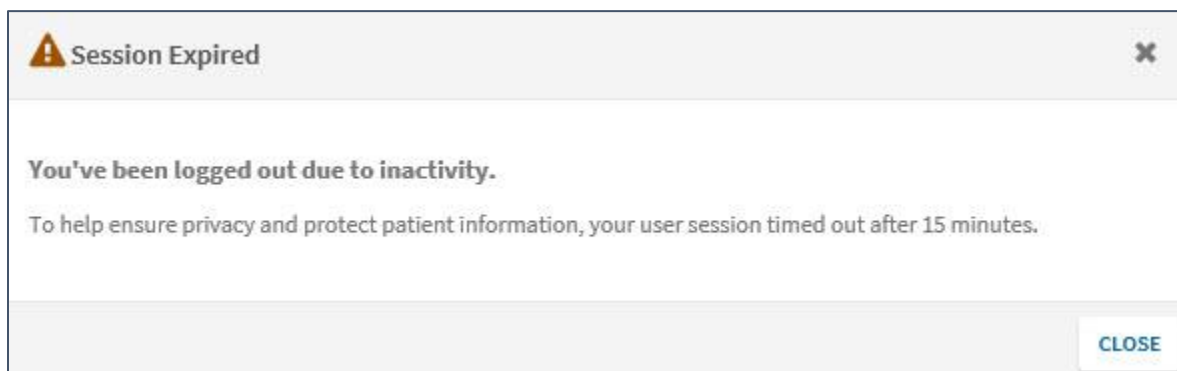 Session Expired
You've been logged out due to inactivity.
To help ensure privacy and protect patient information, your user session timed out after 15 minutes.
CLOSE